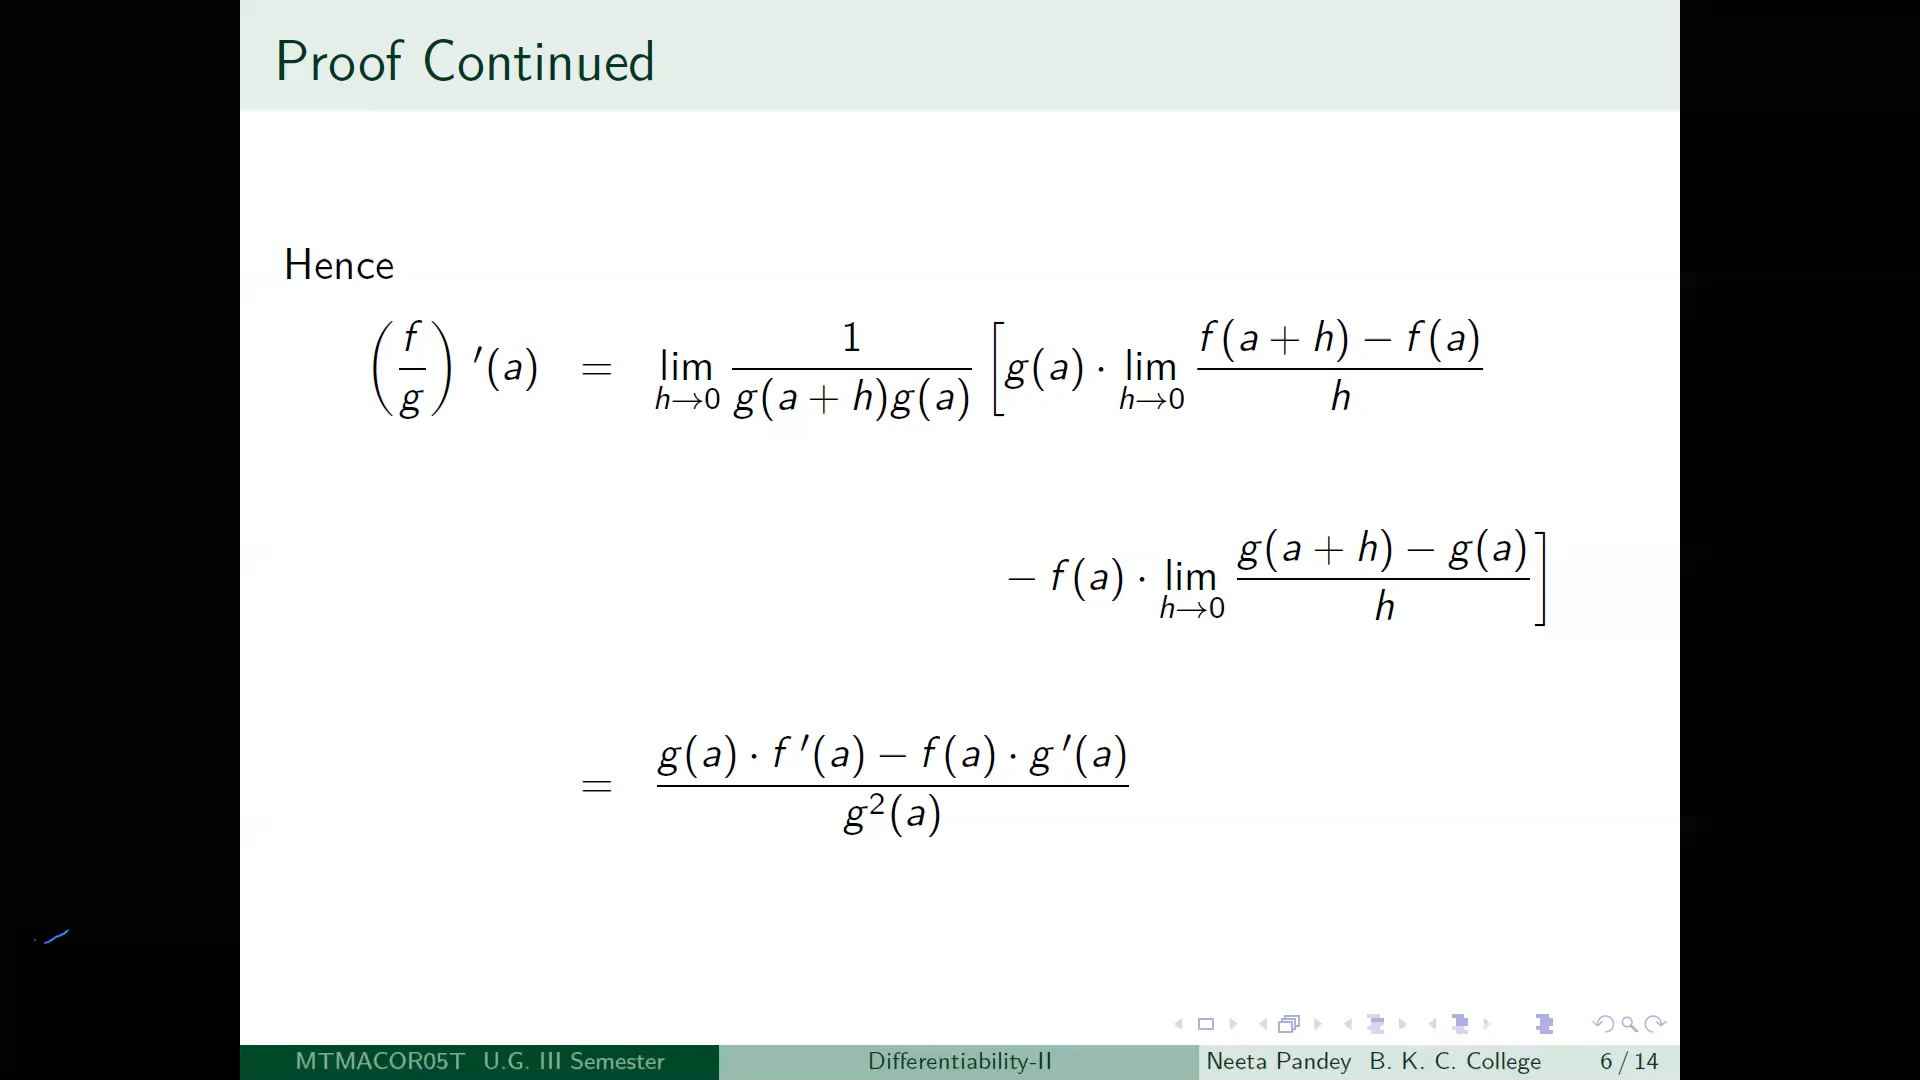 Proof Continued
Hence
(f/g)′(a) = lim_{h→0} 1/(g(a + h)g(a)) [g(a) · lim_{h→0} (f(a + h) − f(a))/h
− f(a) · lim_{h→0} (g(a + h) − g(a))/h]
= (g(a) · f′(a) − f(a) · g′(a))/g²(a)
MTMACOR05T U.G. III Semester Differentiability-II Neeta Pandey B. K. C. College 6 / 14